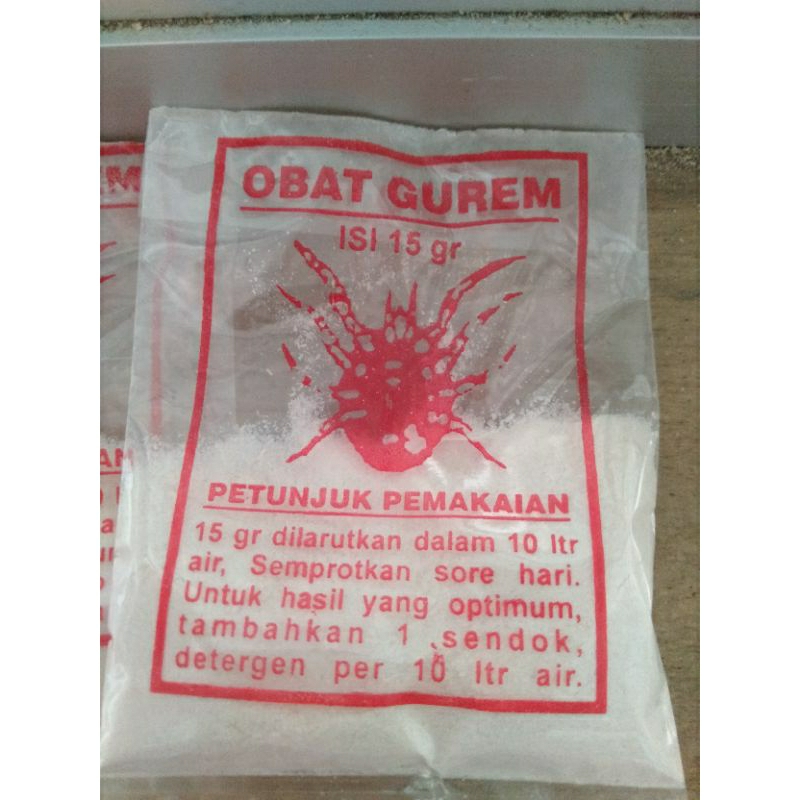 OBAT GUREM
ISI 15 gr
PETUNJUK PEMAKAIAN
15 gr dilarutkan dalam 10 ltr
air, Semprotkan sore hari.
Untuk hasil yang optimum,
tambahkan 1 sendok,
detergen per 10 ltr air.